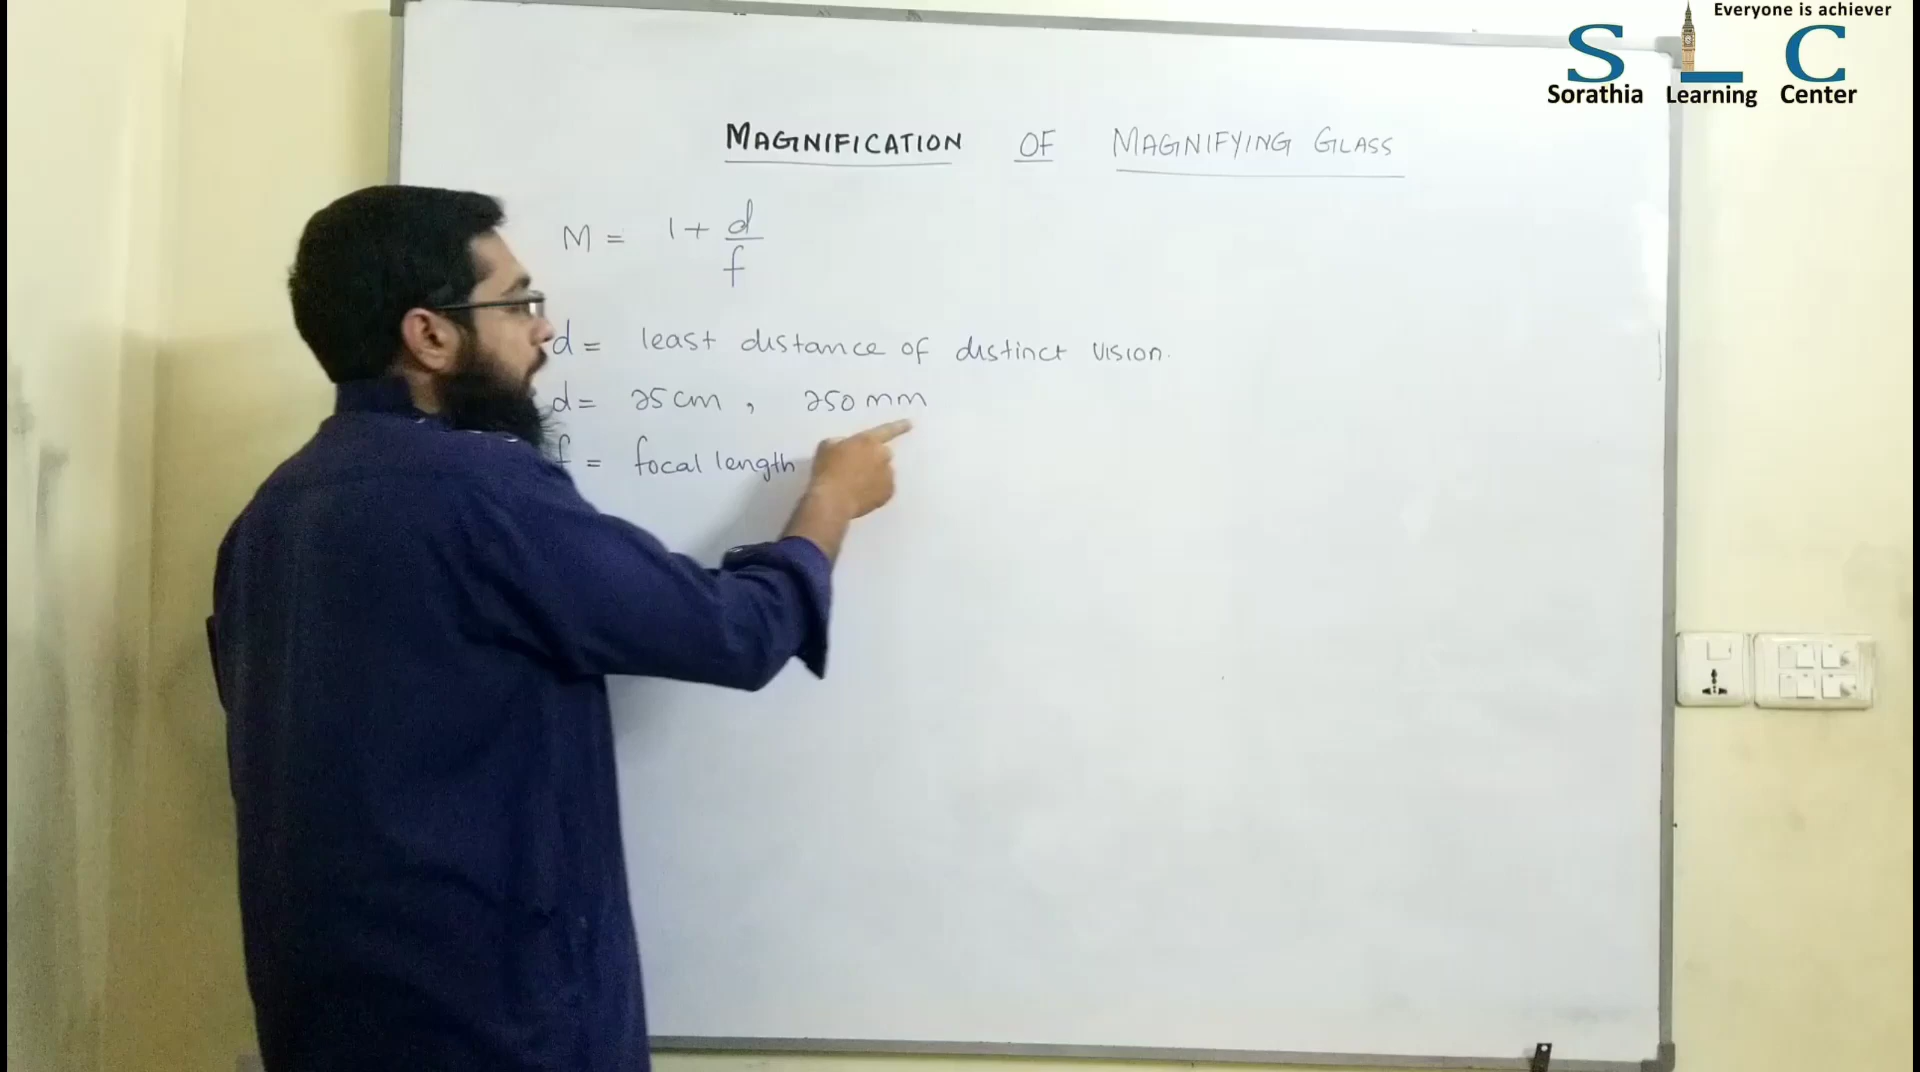 Everyone is achiever
S L C
Sorathia Learning Center
MAGNIFICATION OF MAGNIFYING GLASS
M = 1 + d/f
d = least distance of distinct vision.
d = 25 cm , 250 mm
f = focal length